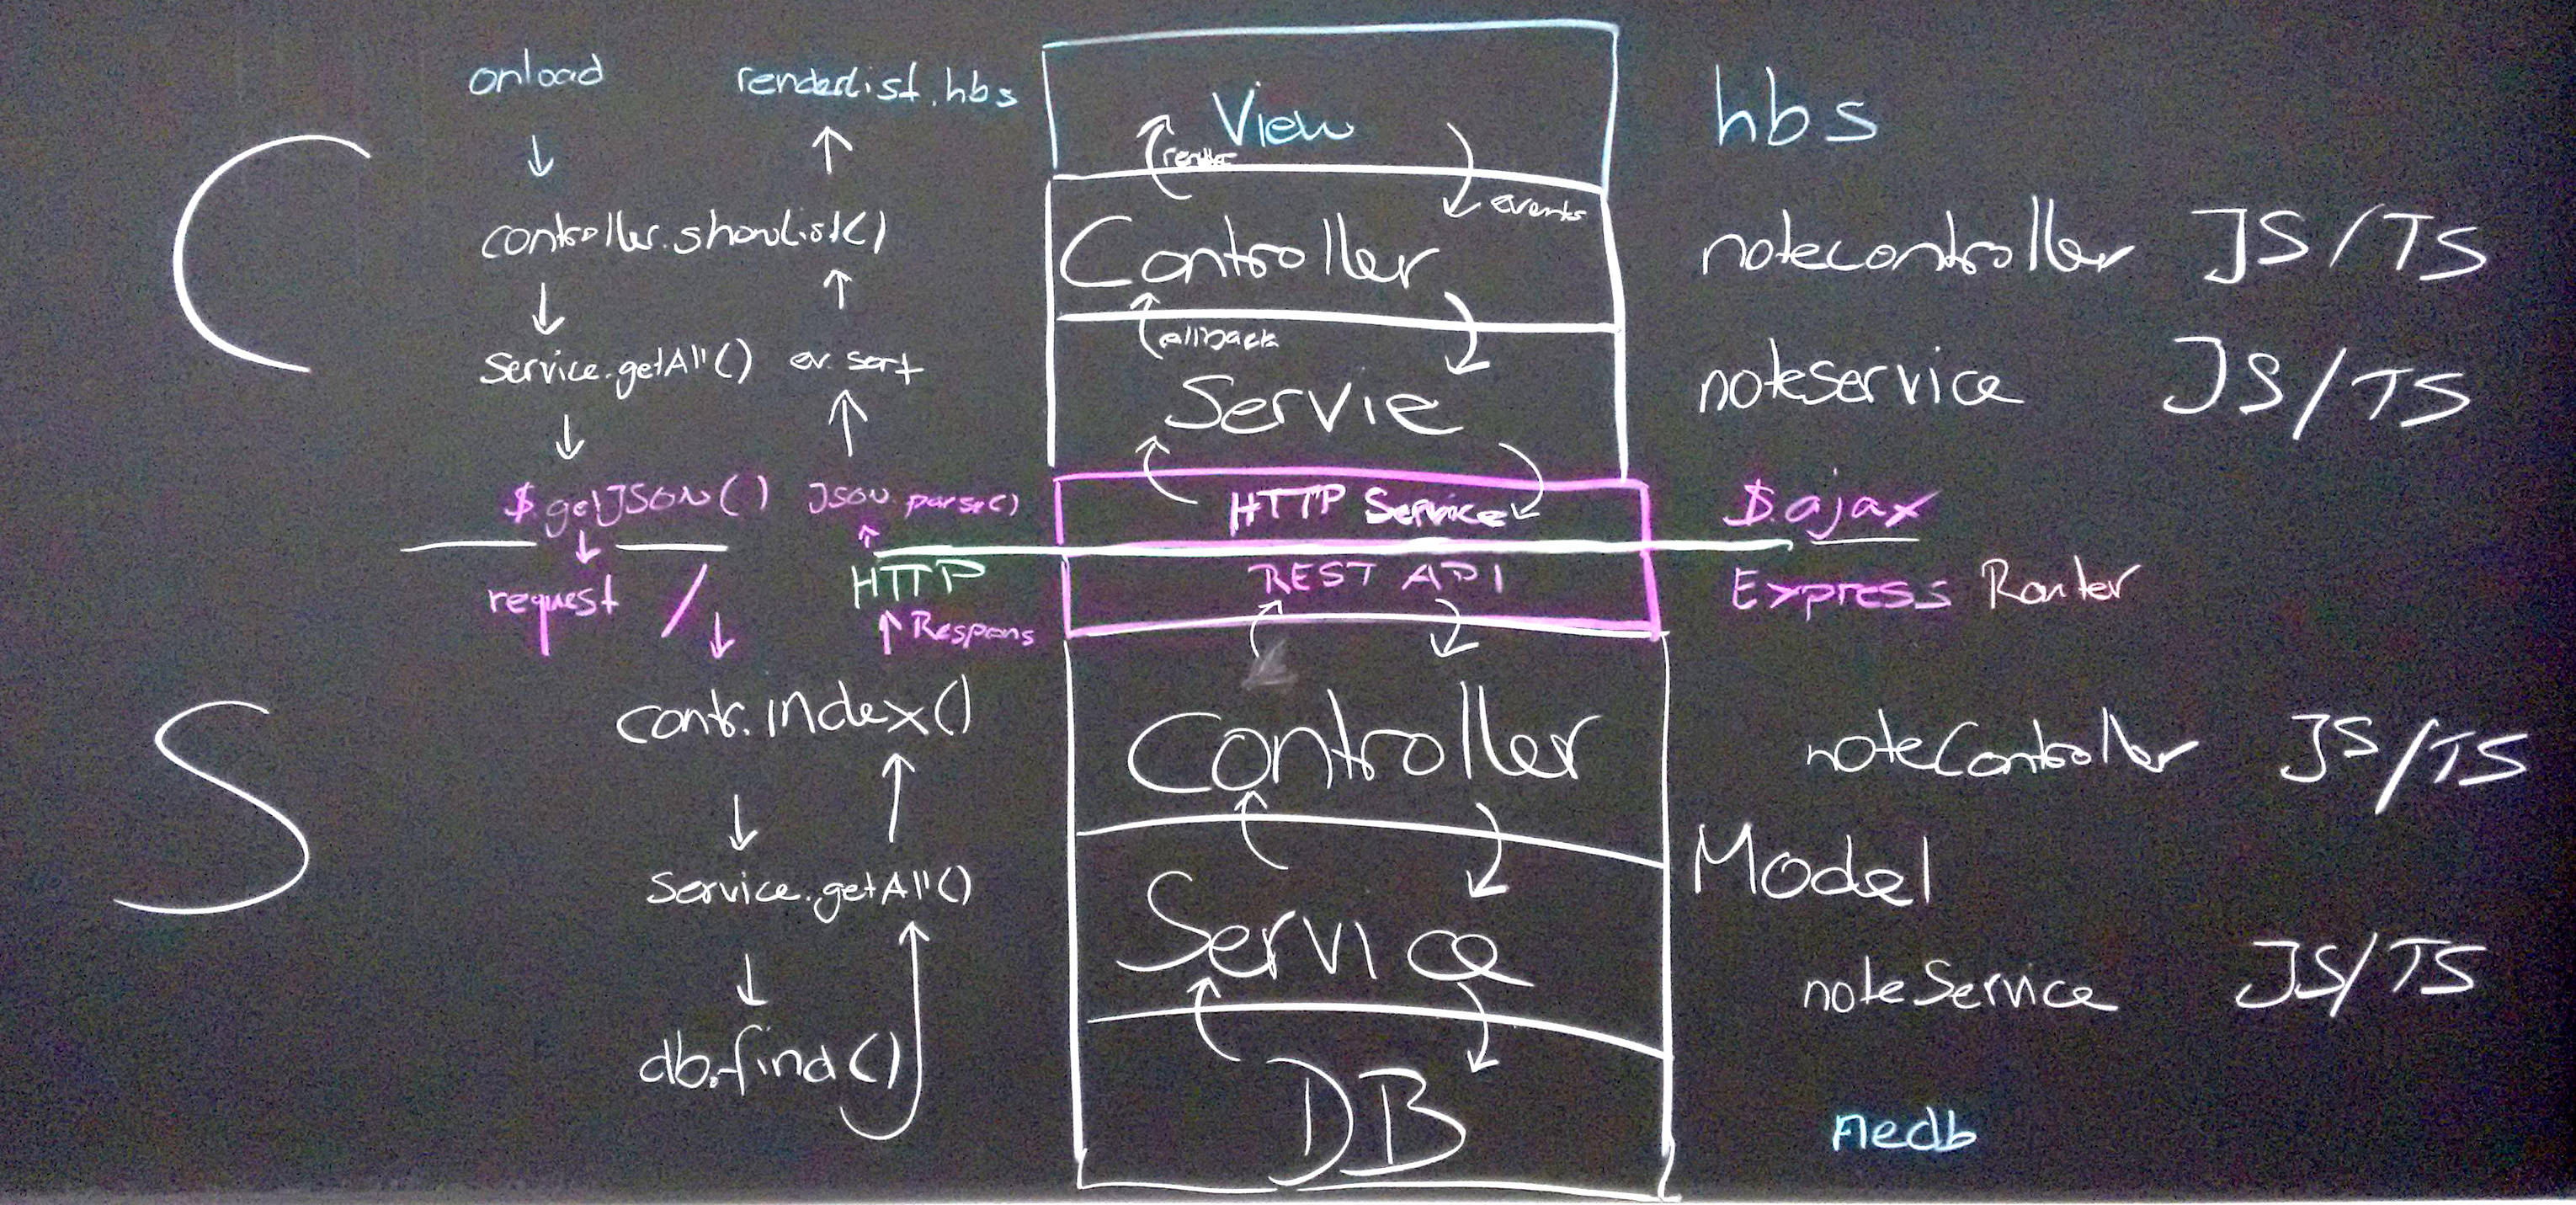 onload renderlist.hbs View hbs
render
C
controller.showList() events
Controller notecontroller JS/TS
callback
service.getAll() ev. sort
Servie noteService JS/TS
$.getJSON() JSON.parse() HTTP Service $.ajax
request / HTTP REST API Express Router
Respons
contr.index()
Controller noteController JS/TS
S
Model
service.getAll()
Service noteService JS/TS
db.find()
DB nedb